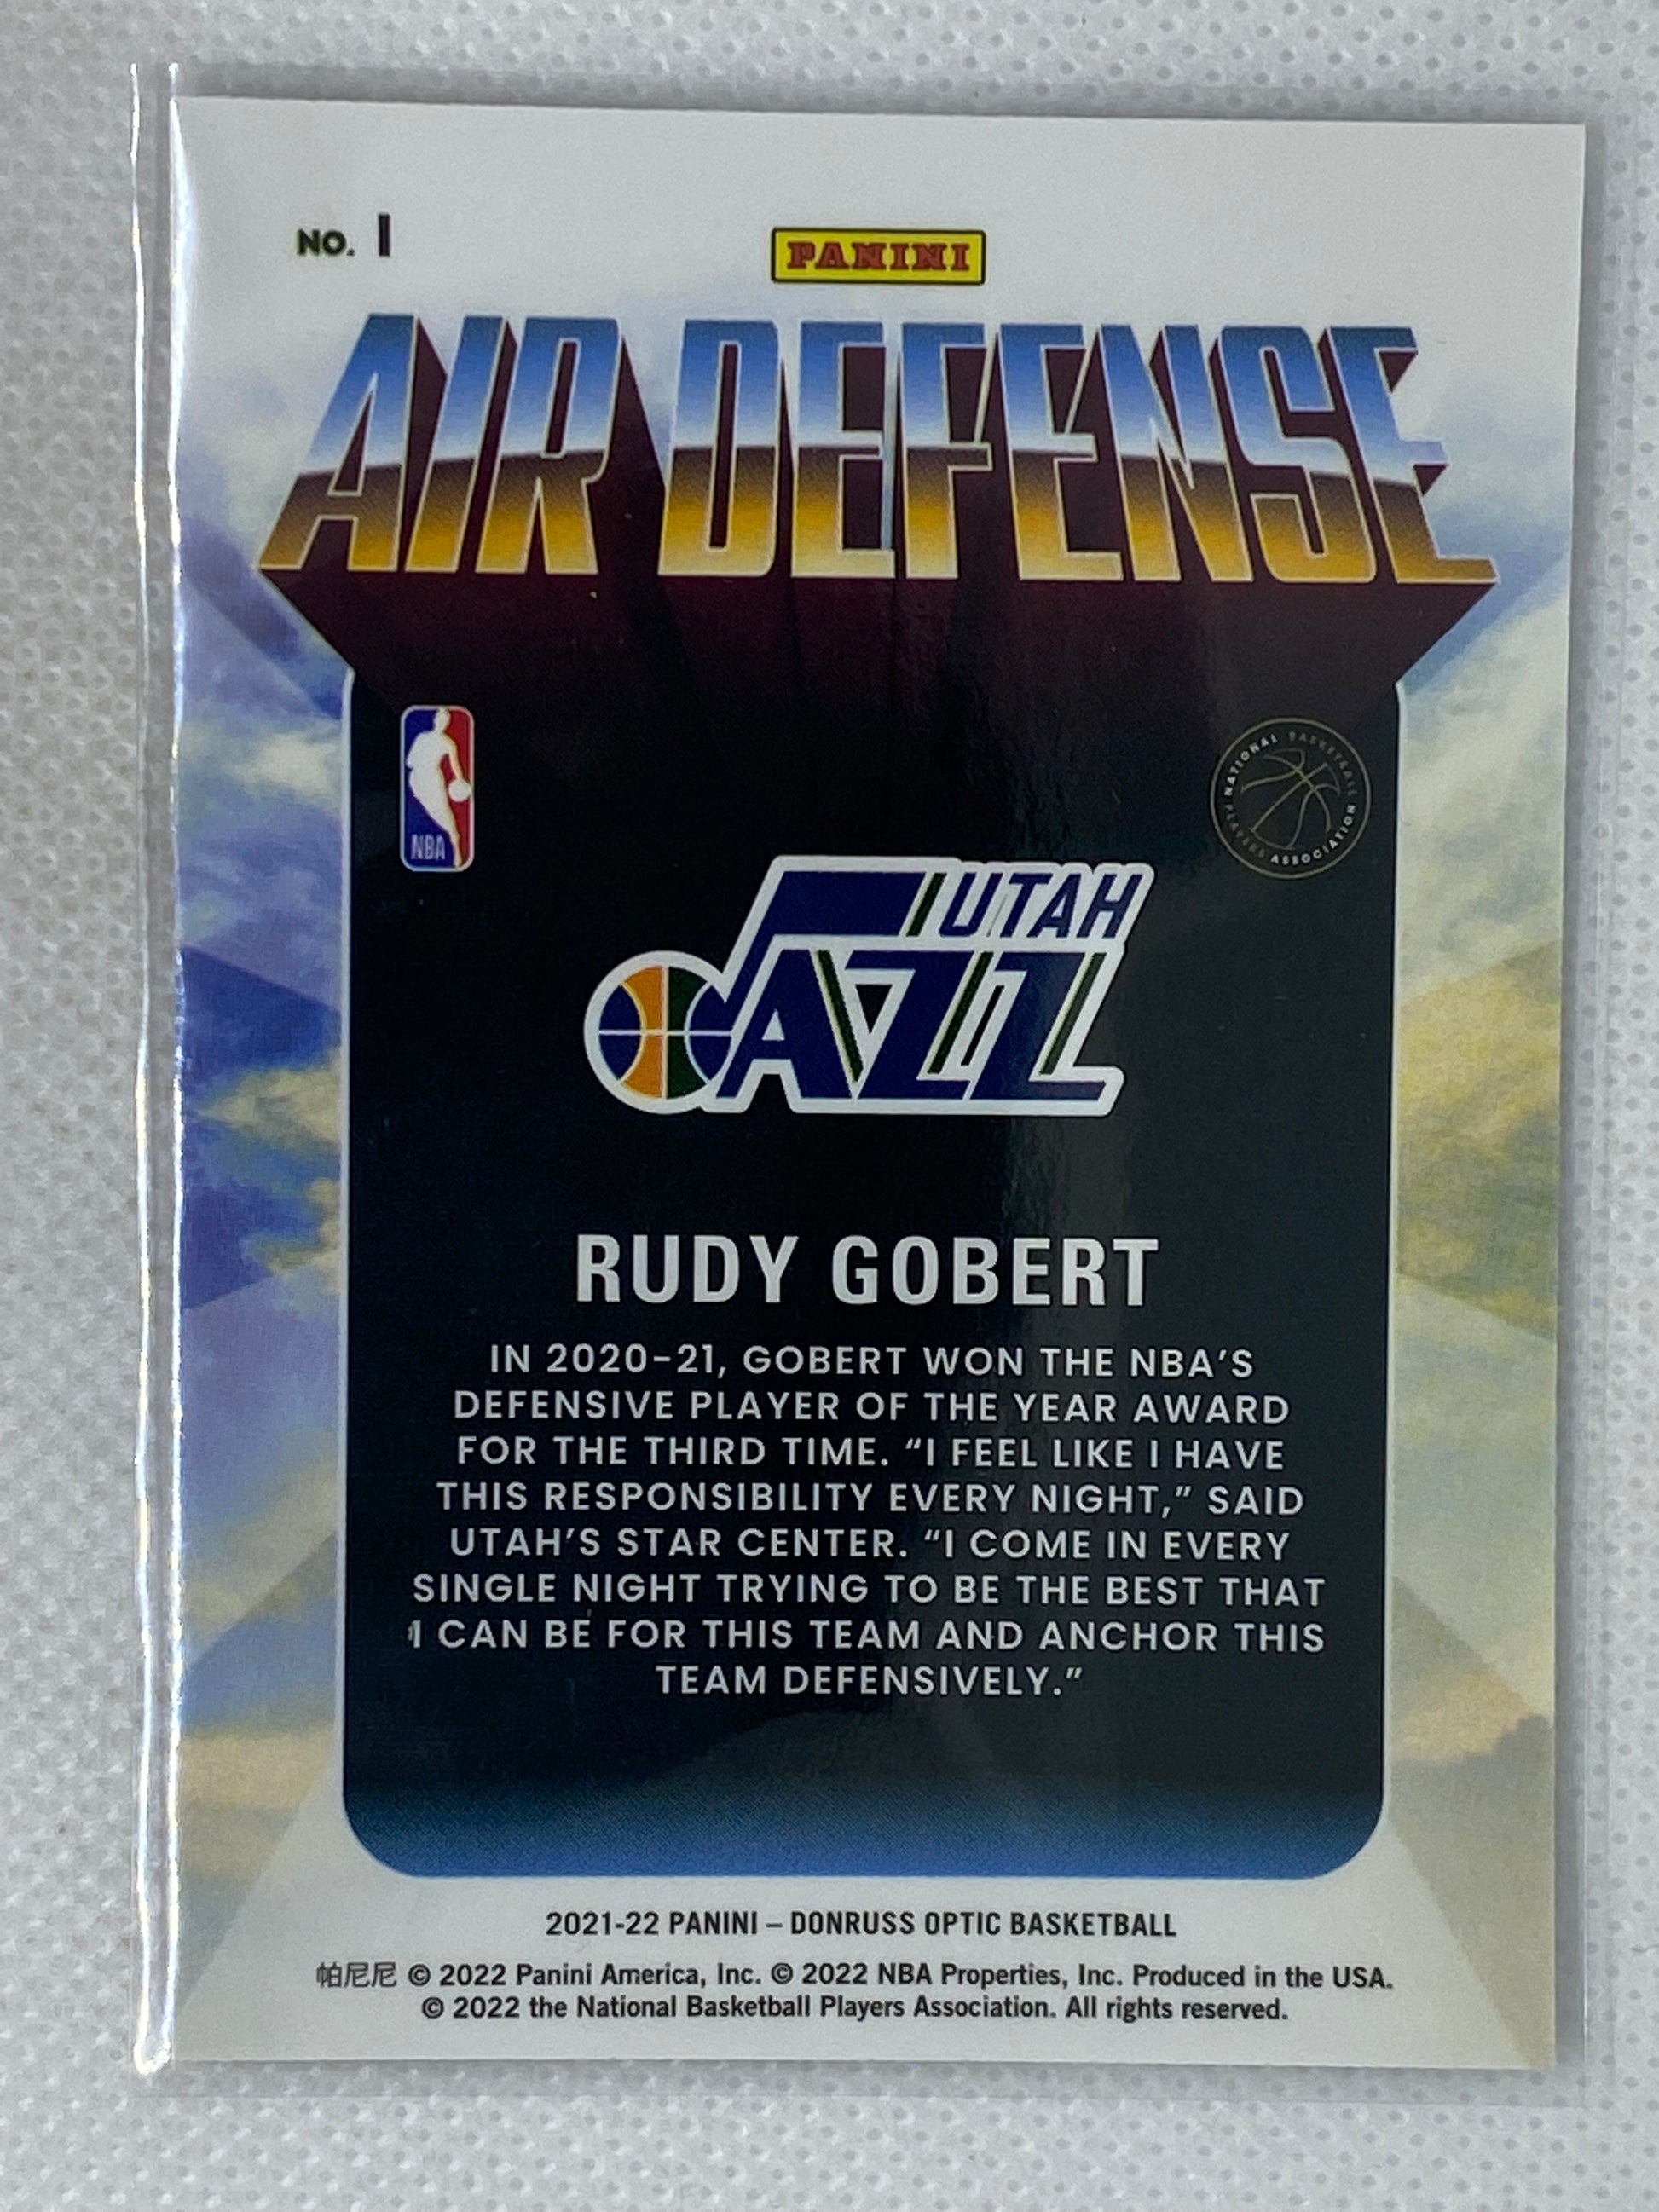 NO. 1
PANINI
AIR DEFENSE
NBA
NATIONAL BASKETBALL PLAYERS ASSOCIATION
UTAH
JAZZ
RUDY GOBERT
IN 2020-21, GOBERT WON THE NBA'S
DEFENSIVE PLAYER OF THE YEAR AWARD
FOR THE THIRD TIME. “I FEEL LIKE I HAVE
THIS RESPONSIBILITY EVERY NIGHT,” SAID
UTAH'S STAR CENTER. “I COME IN EVERY
SINGLE NIGHT TRYING TO BE THE BEST THAT
I CAN BE FOR THIS TEAM AND ANCHOR THIS
TEAM DEFENSIVELY.”
2021-22 PANINI – DONRUSS OPTIC BASKETBALL
帕尼尼 © 2022 Panini America, Inc. © 2022 NBA Properties, Inc. Produced in the USA.
© 2022 the National Basketball Players Association. All rights reserved.